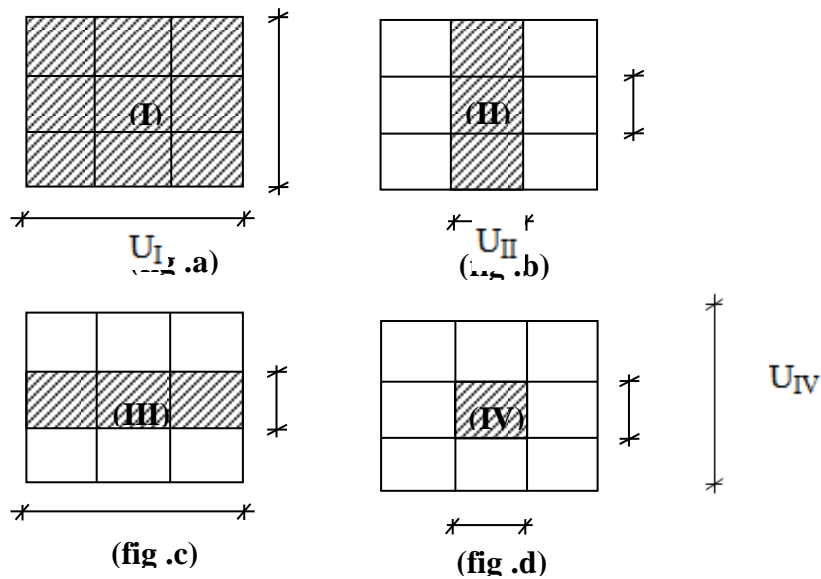 (I)
(II)
U_I
U_II
.a)
.b)
(III)
(IV)
U_IV
(fig .c)
(fig .d)